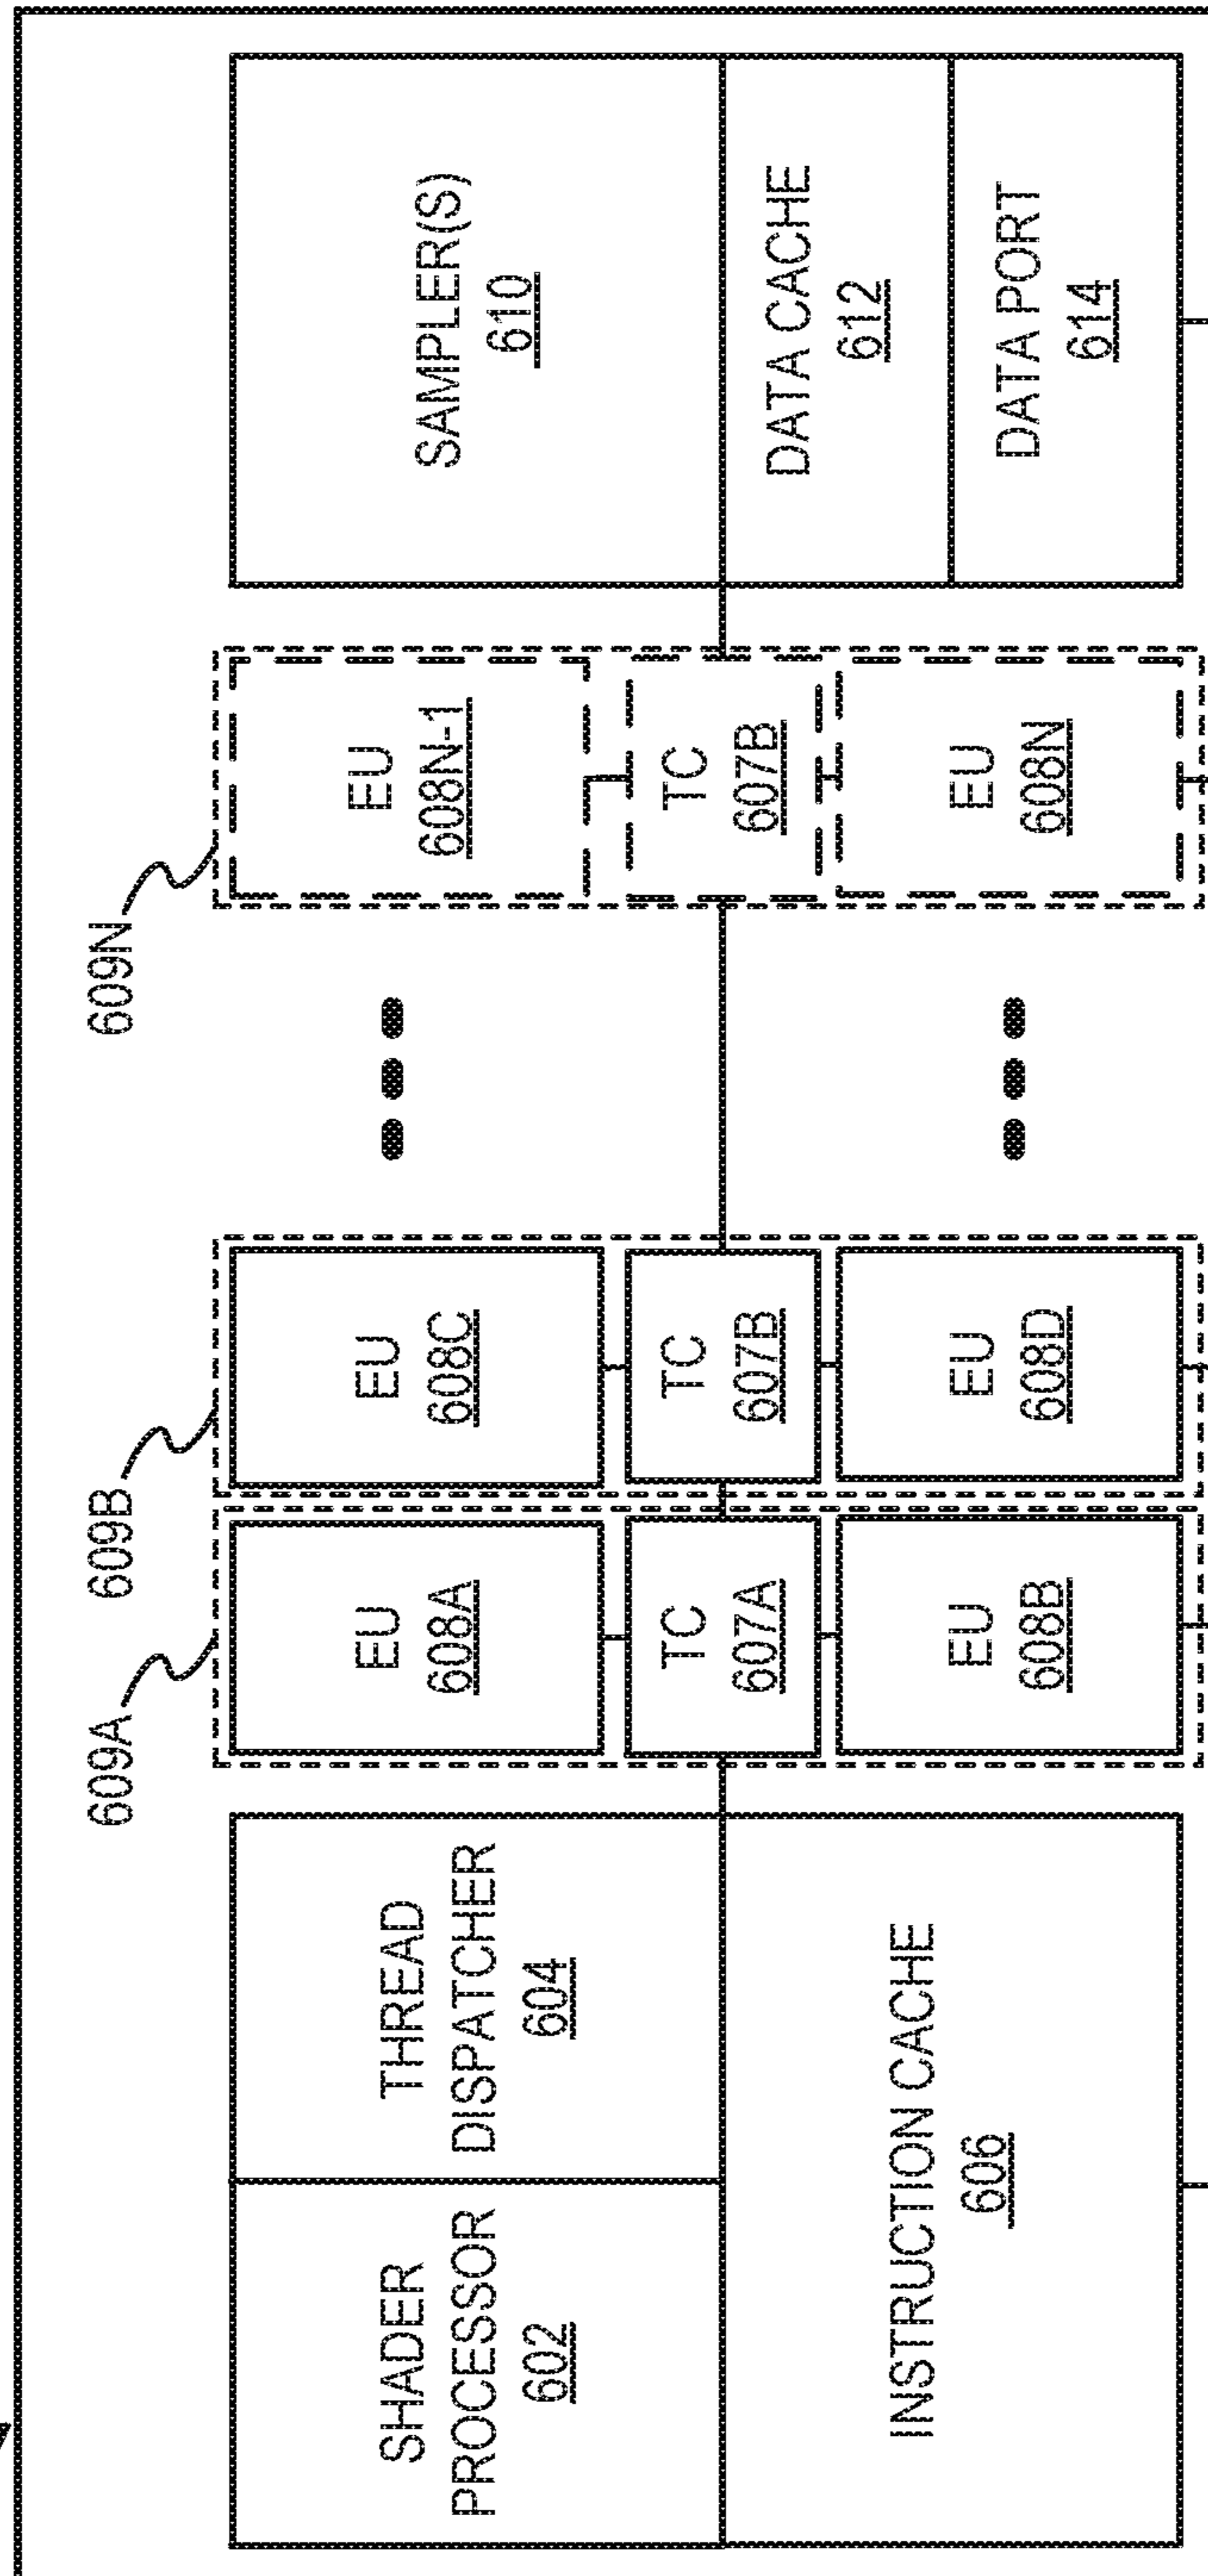 609A
609B
609N
SHADER
PROCESSOR
602
THREAD
DISPATCHER
604
INSTRUCTION CACHE
606
EU
608A
TC
607A
EU
608B
EU
608C
TC
607B
EU
608D
EU
608N-1
TC
607B
EU
608N
SAMPLER(S)
610
DATA CACHE
612
DATA PORT
614